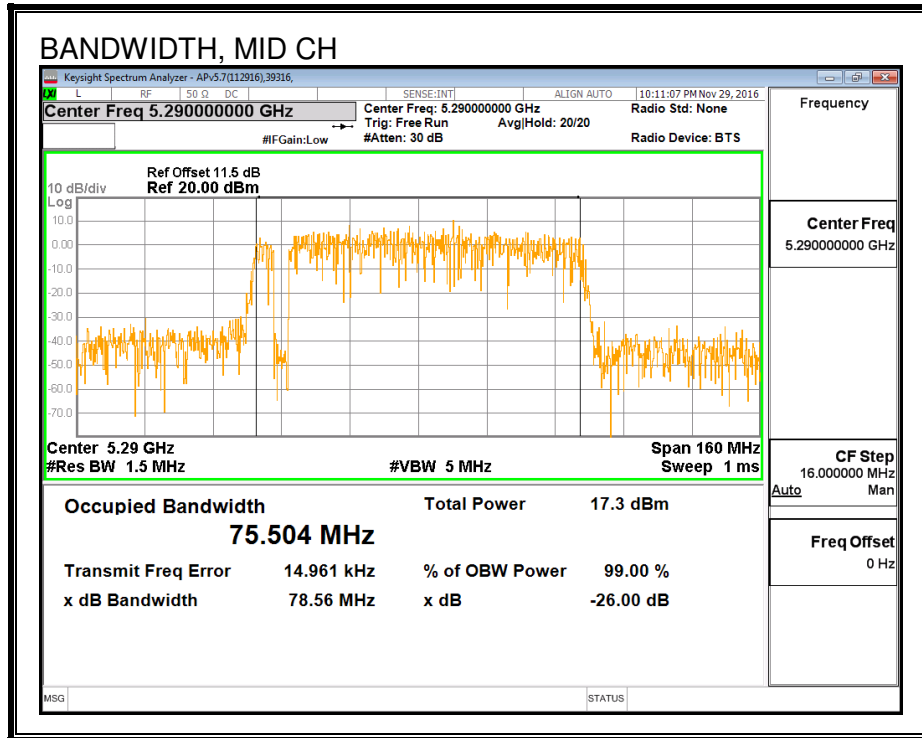 BANDWIDTH, MID CH
Keysight Spectrum Analyzer - APv5.7(112916),39316,
LXI L RF 50 Ω DC SENSE:INT ALIGN AUTO 10:11:07 PM Nov 29, 2016
Center Freq 5.290000000 GHz
Center Freq: 5.290000000 GHz
Radio Std: None
Trig: Free Run Avg|Hold: 20/20
#IFGain:Low
#Atten: 30 dB
Radio Device: BTS
Frequency
Ref Offset 11.5 dB
10 dB/div Ref 20.00 dBm
Log
10.0
0.00
-10.0
-20.0
-30.0
-40.0
-50.0
-60.0
-70.0
Center 5.29 GHz Span 160 MHz
#Res BW 1.5 MHz #VBW 5 MHz Sweep 1 ms
Center Freq
5.290000000 GHz
CF Step
16.000000 MHz
Auto Man
Freq Offset
0 Hz
Occupied Bandwidth Total Power 17.3 dBm
75.504 MHz
Transmit Freq Error 14.961 kHz % of OBW Power 99.00 %
x dB Bandwidth 78.56 MHz x dB -26.00 dB
MSG STATUS